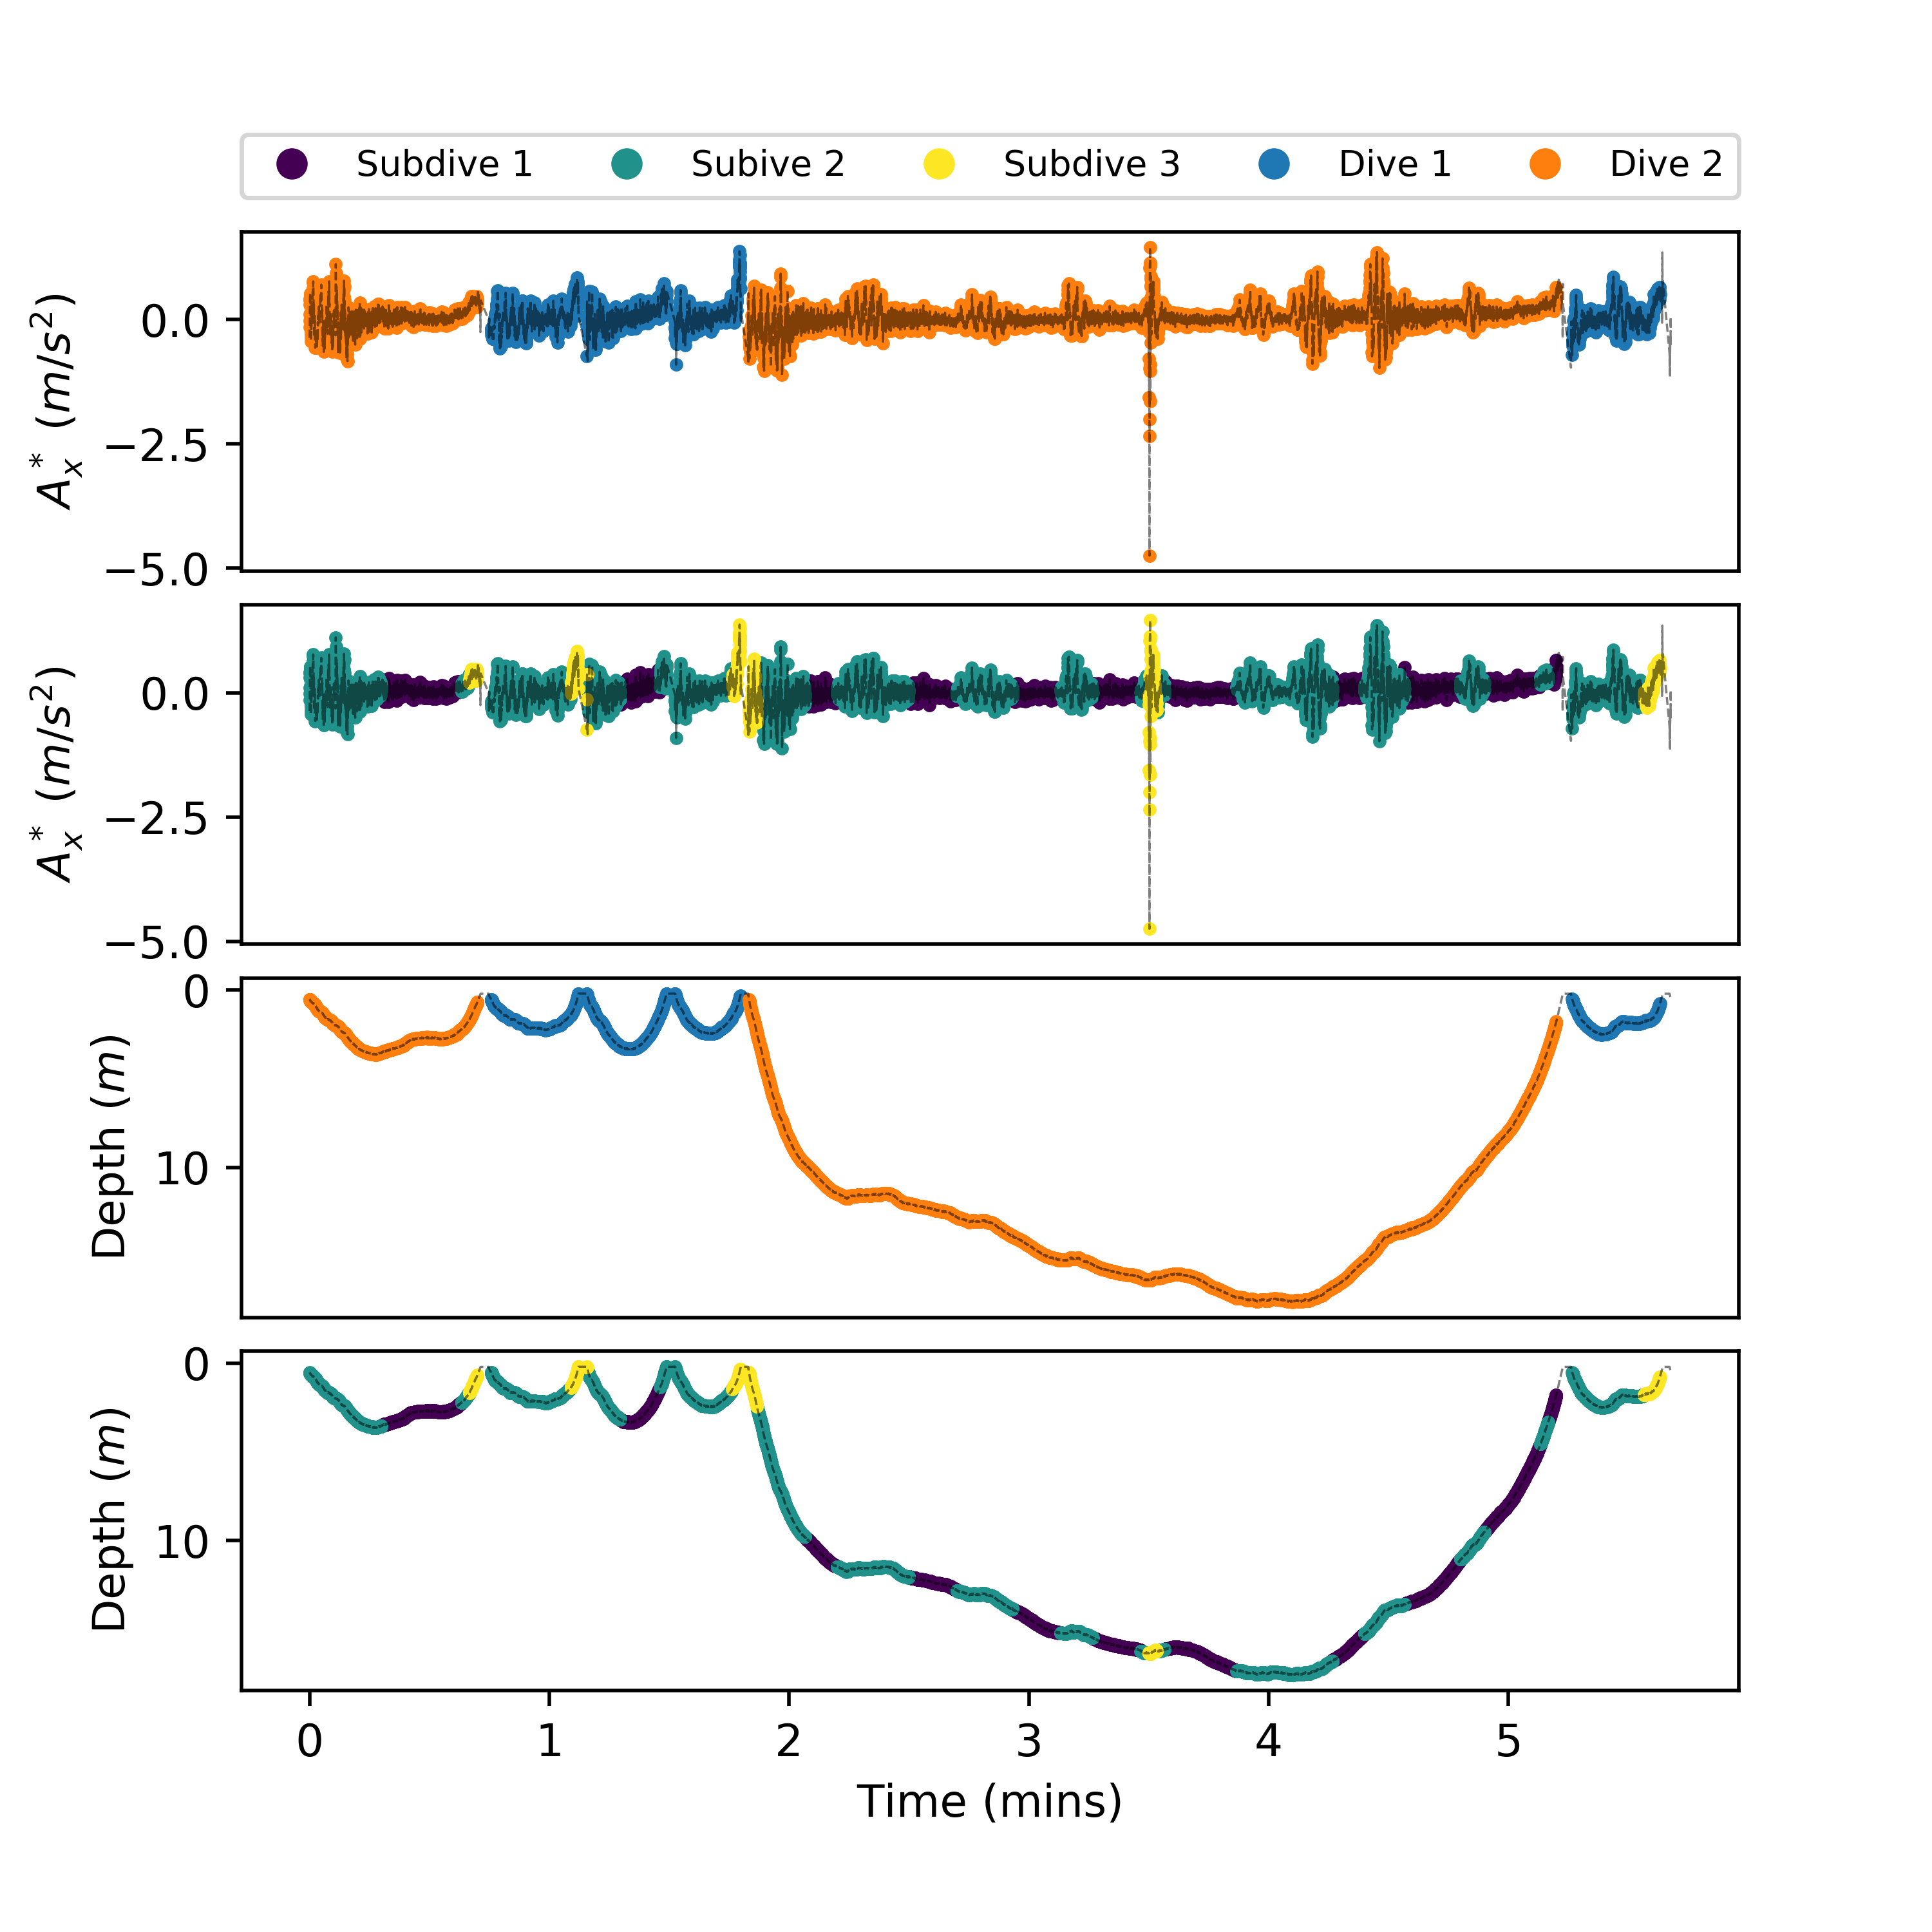 Subdive 1 Subive 2 Subdive 3 Dive 1 Dive 2
0.0
−2.5
−5.0
A*x (m/s2)
0.0
−2.5
−5.0
A*x (m/s2)
0
10
Depth (m)
0
10
Depth (m)
0 1 2 3 4 5
Time (mins)